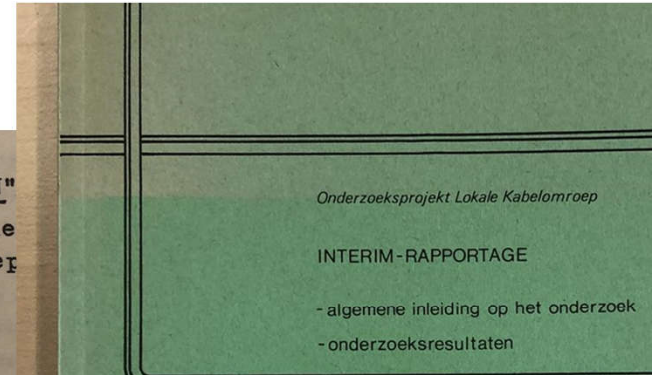 Onderzoeksprojekt Lokale Kabelomroep
INTERIM-RAPPORTAGE
- algemene inleiding op het onderzoek
- onderzoeksresultaten